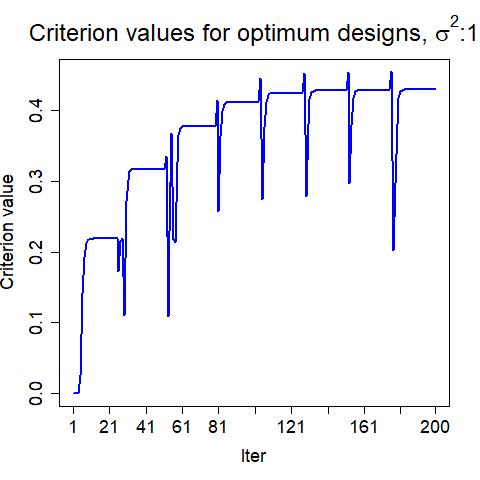 Criterion values for optimum designs, σ²:1
Criterion value
0.4
0.3
0.2
0.1
0.0
1 21 41 61 81 121 161 200
Iter